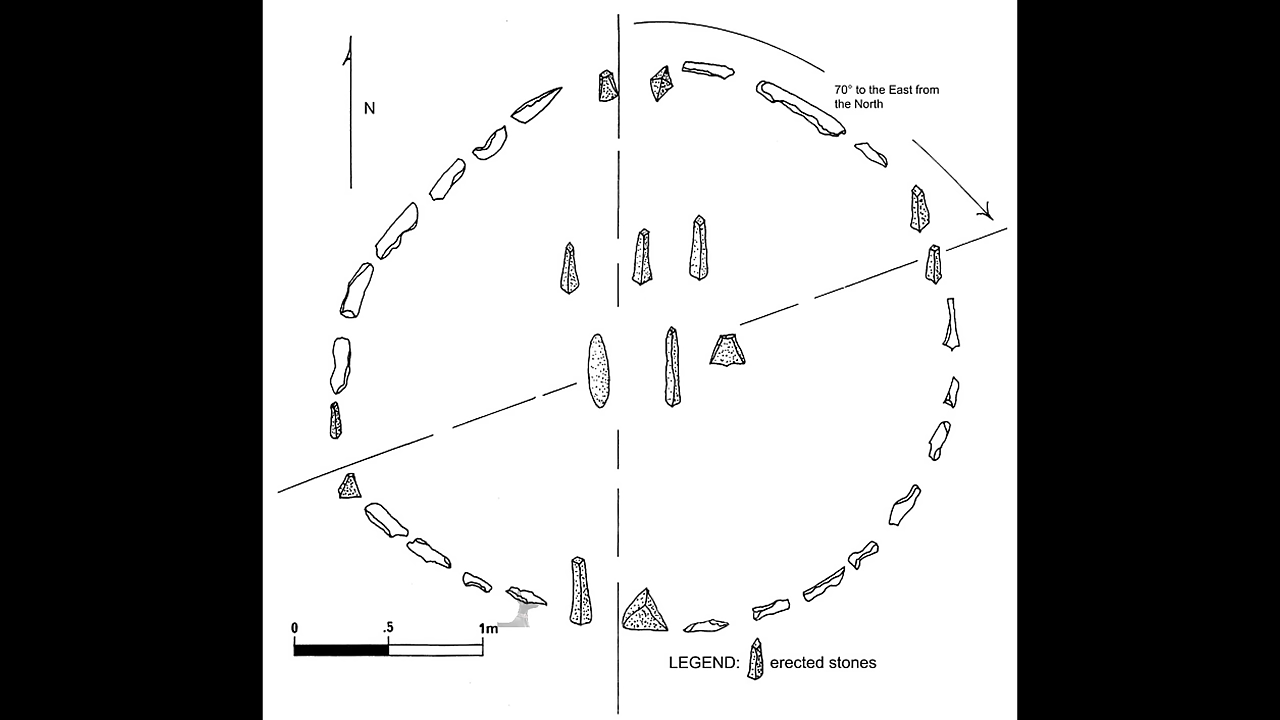 N
70° to the East from
the North
0 .5 1m
LEGEND: erected stones